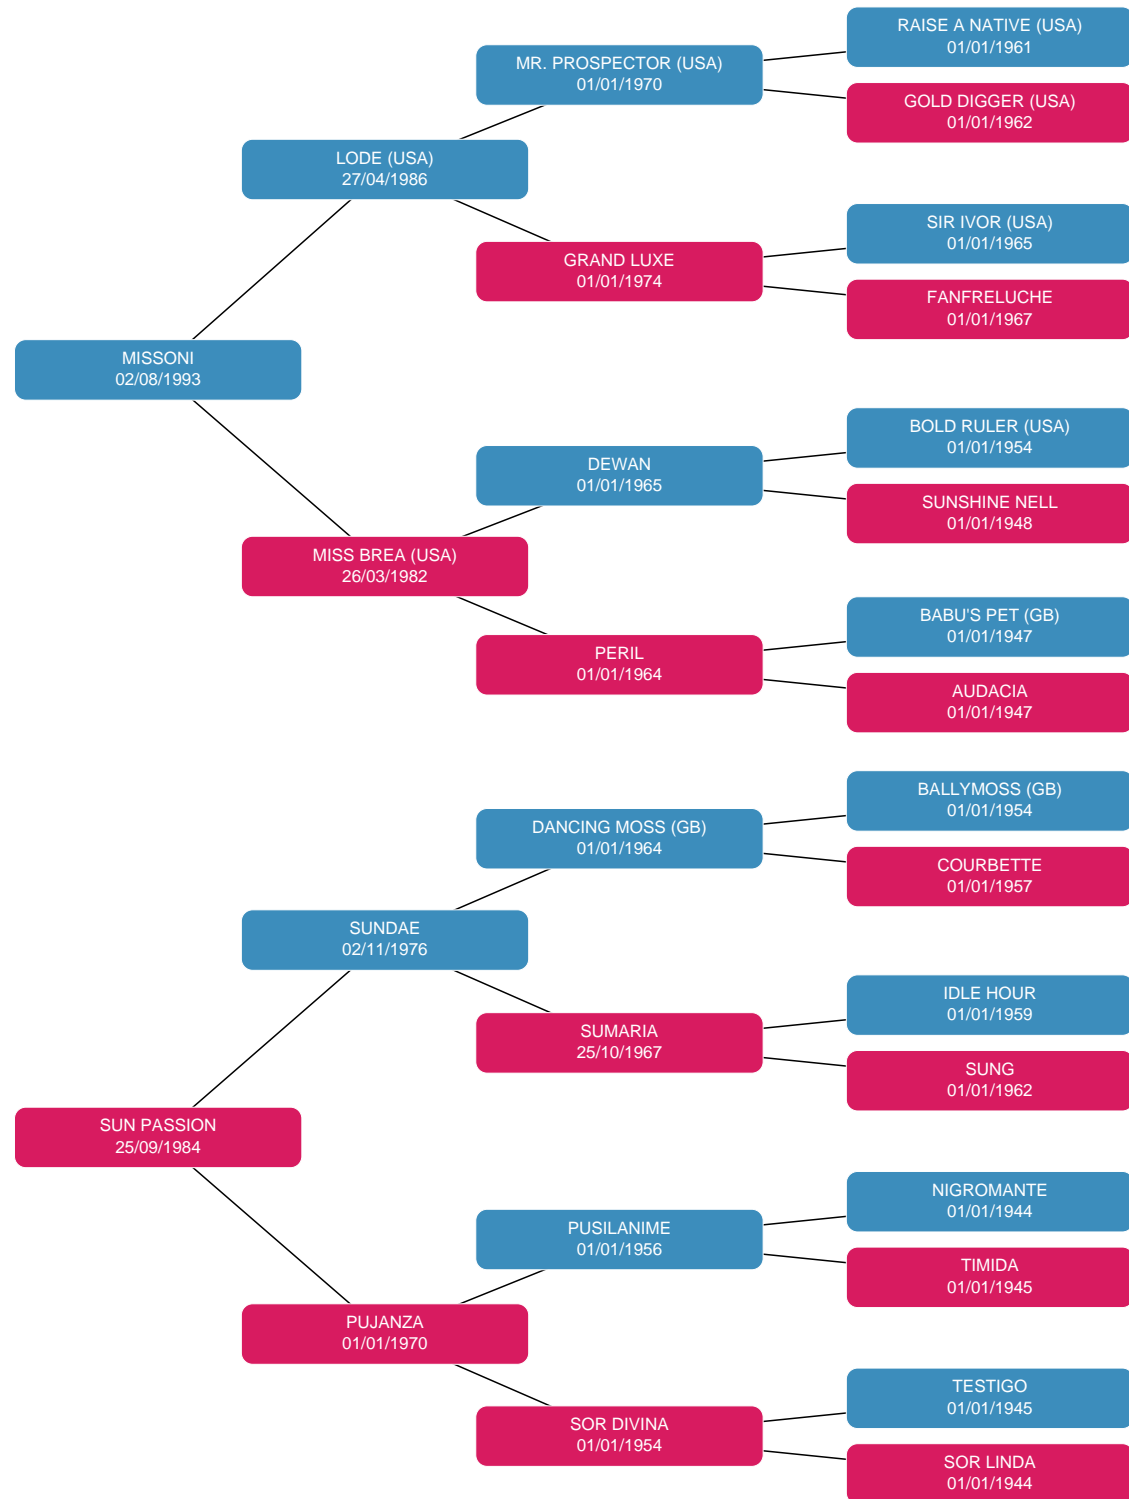 RAISE A NATIVE (USA)
01/01/1961
MR. PROSPECTOR (USA)
01/01/1970
GOLD DIGGER (USA)
01/01/1962
LODE (USA)
27/04/1986
SIR IVOR (USA)
01/01/1965
GRAND LUXE
01/01/1974
FANFRELUCHE
01/01/1967
MISSONI
02/08/1993
BOLD RULER (USA)
01/01/1954
DEWAN
01/01/1965
SUNSHINE NELL
01/01/1948
MISS BREA (USA)
26/03/1982
BABU'S PET (GB)
01/01/1947
PERIL
01/01/1964
AUDACIA
01/01/1947
BALLYMOSS (GB)
01/01/1954
DANCING MOSS (GB)
01/01/1964
COURBETTE
01/01/1957
SUNDAE
02/11/1976
IDLE HOUR
01/01/1959
SUMARIA
25/10/1967
SUNG
01/01/1962
SUN PASSION
25/09/1984
NIGROMANTE
01/01/1944
PUSILANIME
01/01/1956
TIMIDA
01/01/1945
PUJANZA
01/01/1970
TESTIGO
01/01/1945
SOR DIVINA
01/01/1954
SOR LINDA
01/01/1944